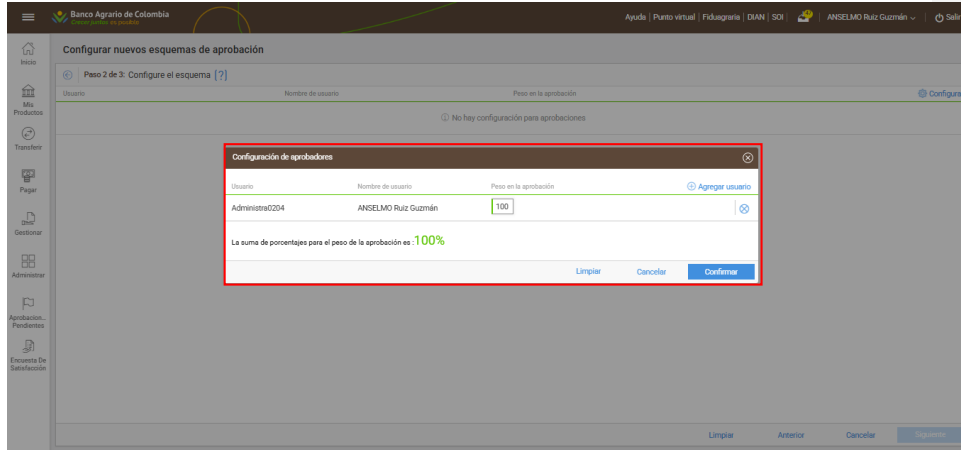 Banco Agrario de Colombia
Crecer juntos es posible
Ayuda | Punto virtual | Fiduagraria | DIAN | SOI | ANSELMO Ruiz Guzmán | Salir
Inicio
Mis
Productos
Transferir
Pagar
Gestionar
Administrar
Aprobacion...
Pendientes
Encuesta De
Satisfacción
Configurar nuevos esquemas de aprobación
Paso 2 de 3: Configure el esquema [?]
Usuario Nombre de usuario Peso en la aprobación Configura
No hay configuración para aprobaciones
Configuración de aprobadores
Usuario Nombre de usuario Peso en la aprobación Agregar usuario
Administra0204 ANSELMO Ruiz Guzmán 100
La suma de porcentajes para el peso de la aprobación es :100%
Limpiar Cancelar Confirmar
Limpiar Anterior Cancelar Siguiente